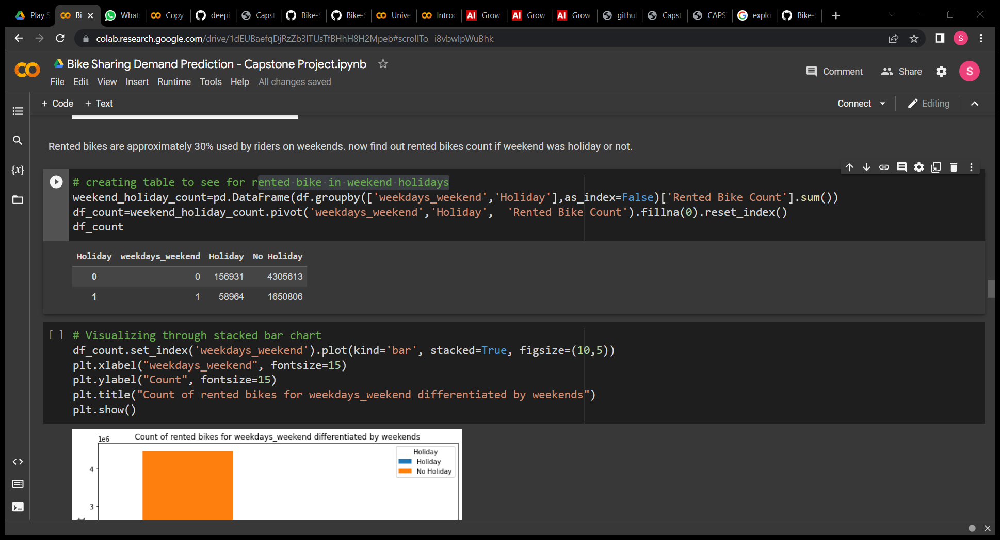 Play S
Bi
What
Copy
deepi
Capst
Bike-S
Bike-S
Unive
Introd
AI Grow
AI Grow
AI Grow
githu
Capst
CAPS
G explo
Bike-S
colab.research.google.com/drive/1dEUBaefqDjRzZb3lTUsTfBHhH8H2Mpeb#scrollTo=i8vbwlpWuBhk
S
Bike Sharing Demand Prediction - Capstone Project.ipynb
Comment
Share
S
File Edit View Insert Runtime Tools Help All changes saved
+ Code + Text
Connect
Editing
Rented bikes are approximately 30% used by riders on weekends. now find out rented bikes count if weekend was holiday or not.
{x}
# creating table to see for rented bike in weekend holidays
weekend_holiday_count=pd.DataFrame(df.groupby(['weekdays_weekend','Holiday'],as_index=False)['Rented Bike Count'].sum())
df_count=weekend_holiday_count.pivot('weekdays_weekend','Holiday',  'Rented Bike Count').fillna(0).reset_index()
df_count
Holiday weekdays_weekend Holiday No Holiday
0 0 156931 4305613
1 1 58964 1650806
[ ] # Visualizing through stacked bar chart
df_count.set_index('weekdays_weekend').plot(kind='bar', stacked=True, figsize=(10,5))
plt.xlabel("weekdays_weekend", fontsize=15)
plt.ylabel("Count", fontsize=15)
plt.title("Count of rented bikes for weekdays_weekend differentiated by weekends")
plt.show()
1e6
Count of rented bikes for weekdays_weekend differentiated by weekends
Holiday
Holiday
No Holiday
4
3